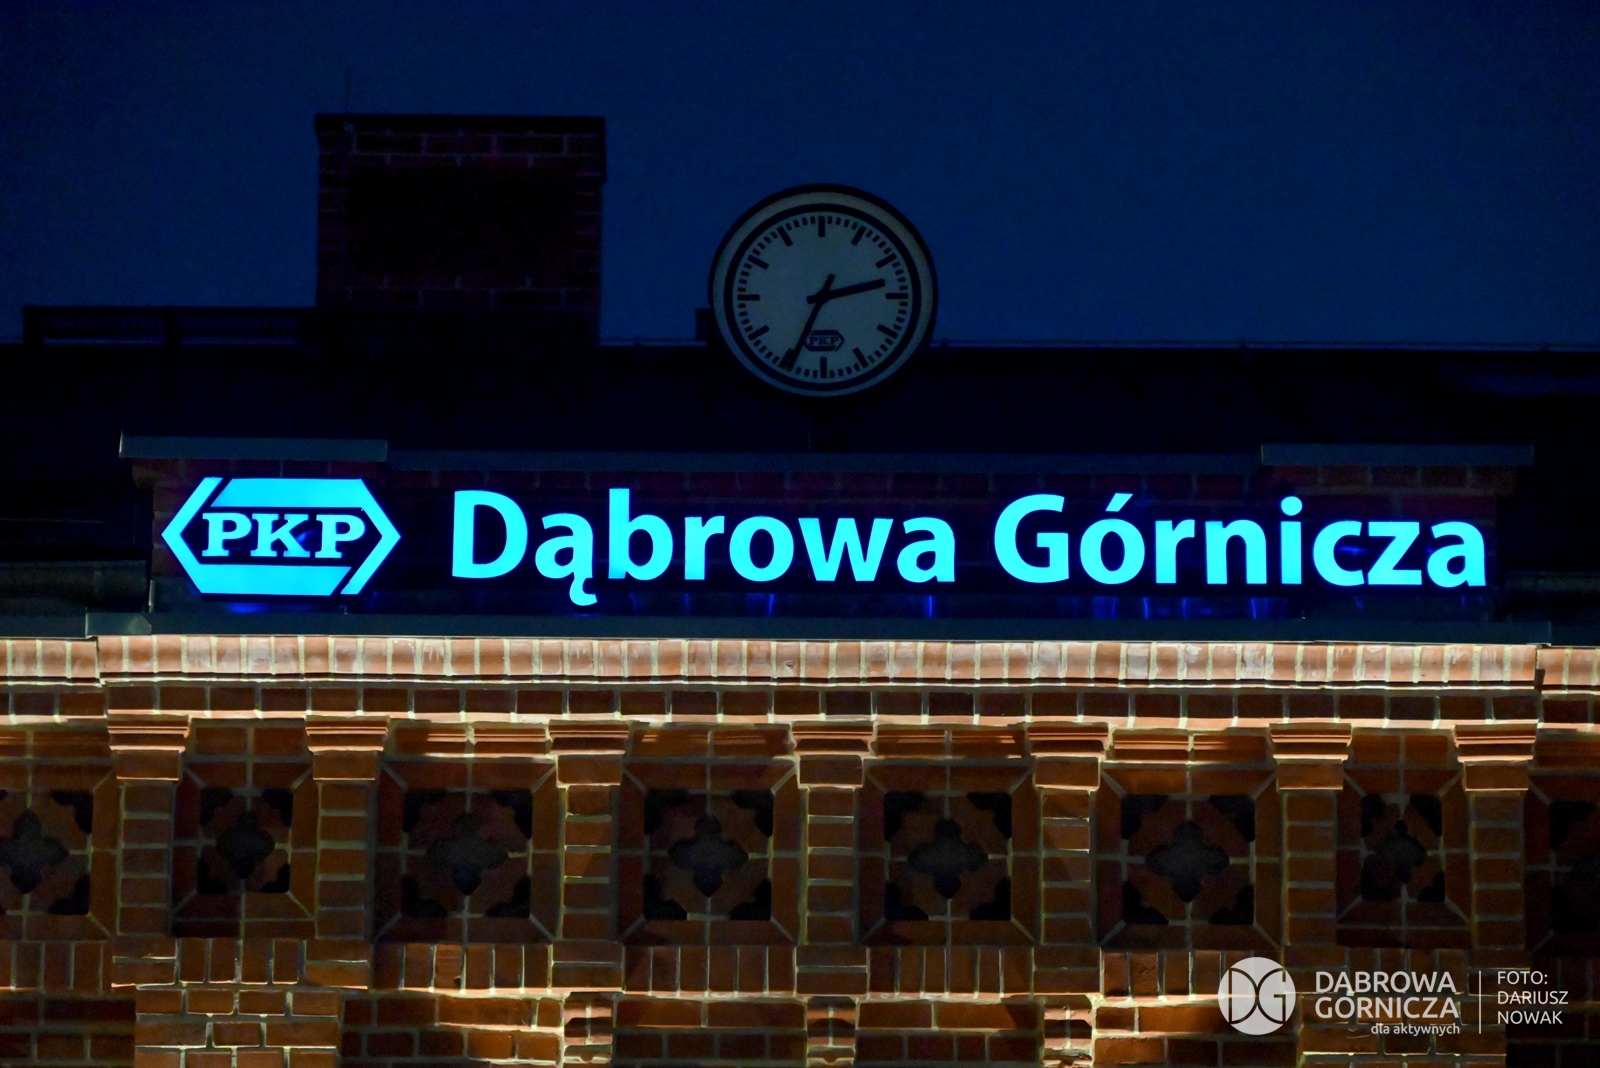 PKP
PKP Dąbrowa Górnicza
DĄBROWA
GÓRNICZA
dla aktywnych
FOTO:
DARIUSZ
NOWAK